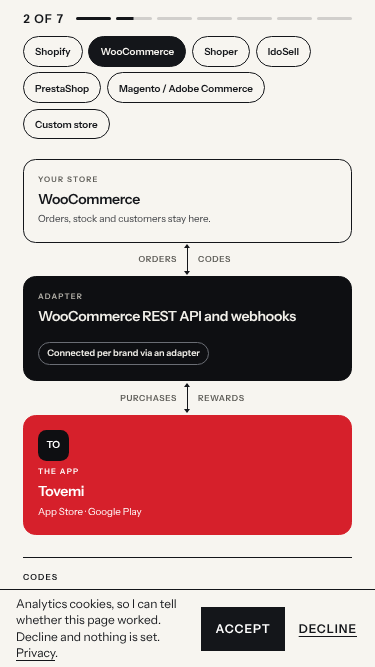 2 OF 7
Shopify
WooCommerce
Shoper
IdoSell
PrestaShop
Magento / Adobe Commerce
Custom store
YOUR STORE
WooCommerce
Orders, stock and customers stay here.
ORDERS
CODES
ADAPTER
WooCommerce REST API and webhooks
Connected per brand via an adapter
PURCHASES
REWARDS
TO
THE APP
Tovemi
App Store · Google Play
CODES
Analytics cookies, so I can tell
whether this page worked.
Decline and nothing is set.
Privacy.
ACCEPT
DECLINE